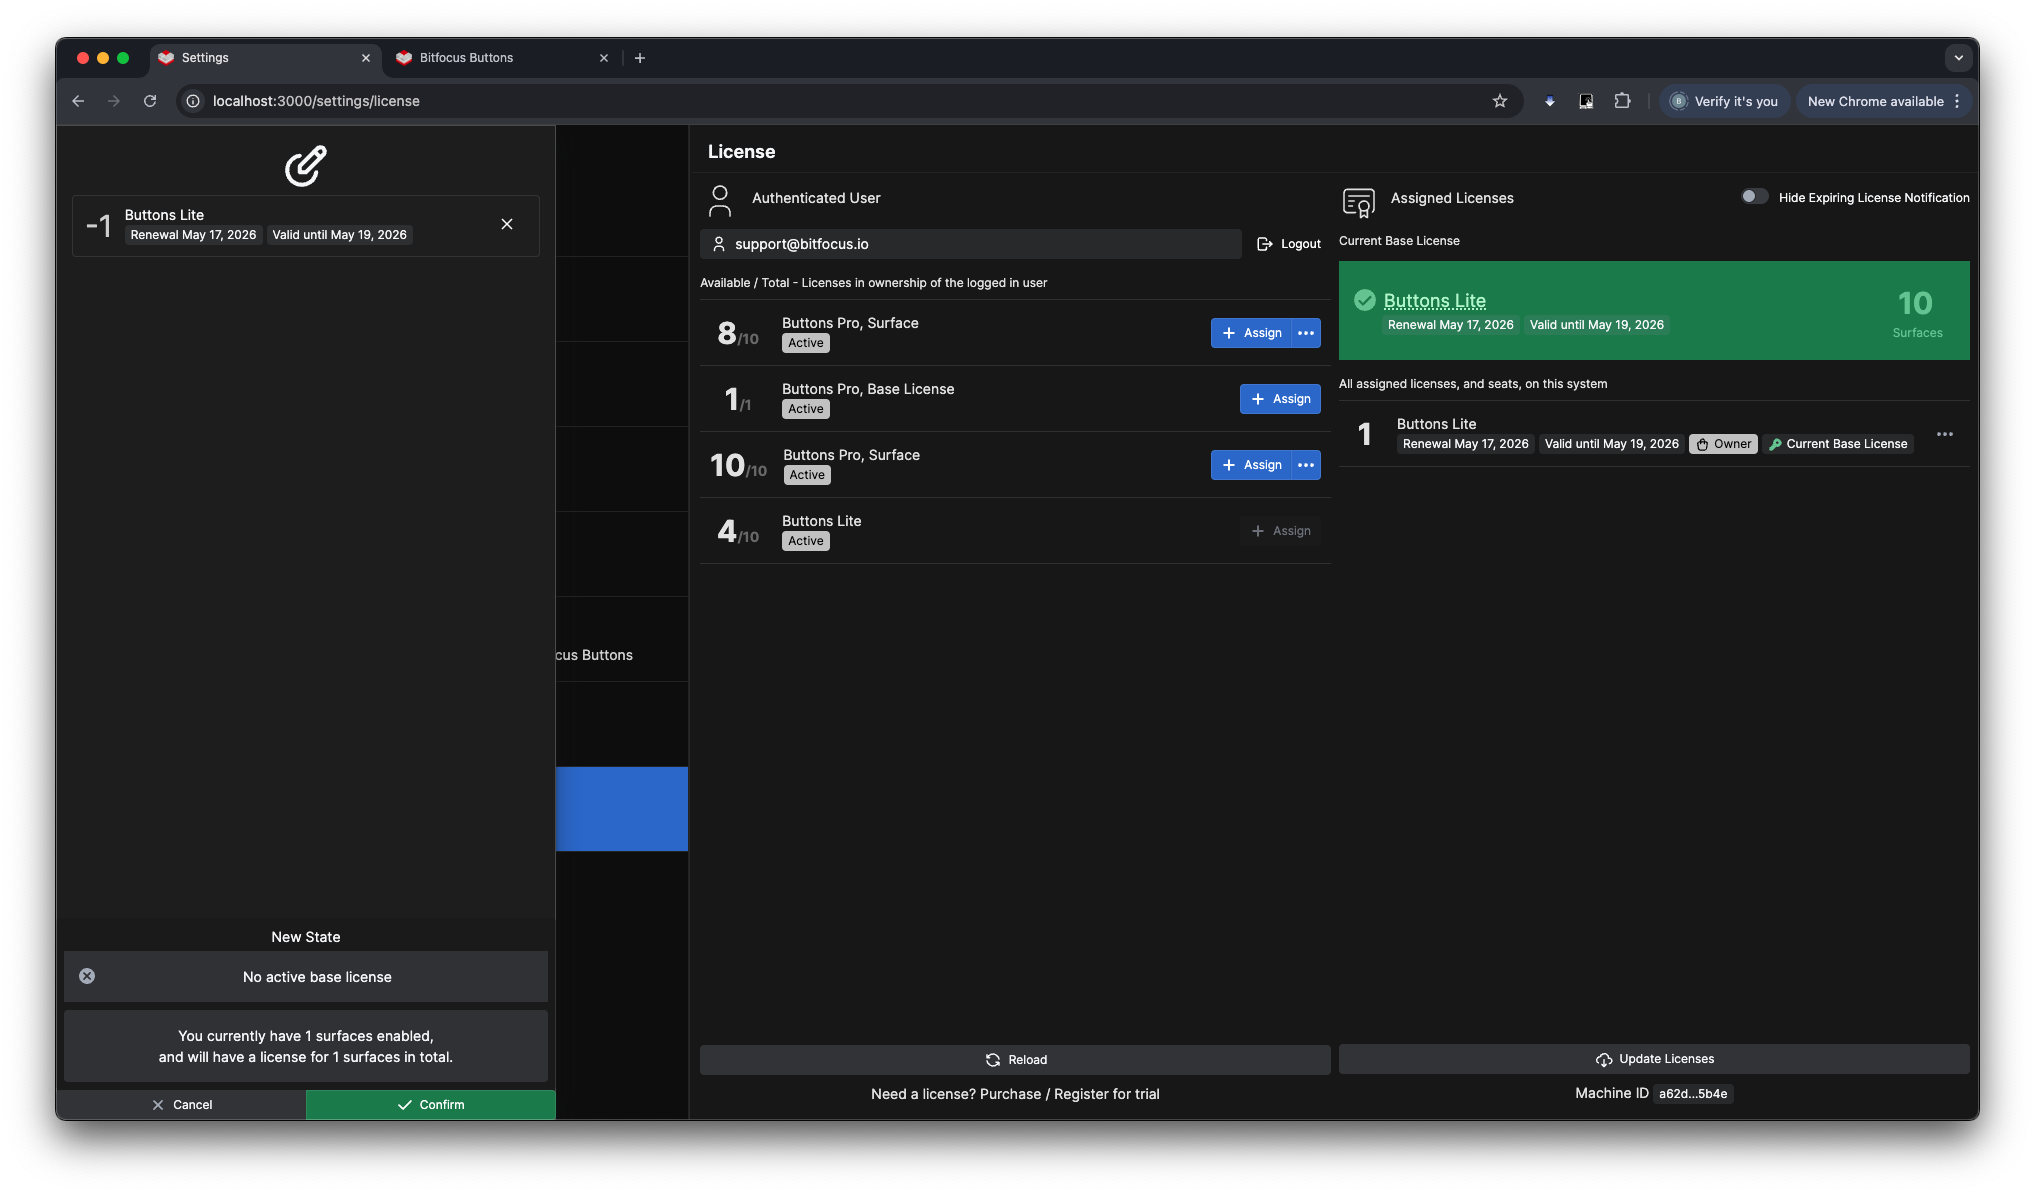 Settings
Bitfocus Buttons
localhost:3000/settings/license
B
Verify it's you
New Chrome available
-1
Buttons Lite
Renewal May 17, 2026
Valid until May 19, 2026
New State
No active base license
You currently have 1 surfaces enabled,
and will have a license for 1 surfaces in total.
Cancel
Confirm
cus Buttons
License
Authenticated User
support@bitfocus.io
Logout
Available / Total - Licenses in ownership of the logged in user
8/10
Buttons Pro, Surface
Active
Assign
1/1
Buttons Pro, Base License
Active
Assign
10/10
Buttons Pro, Surface
Active
Assign
4/10
Buttons Lite
Active
Assign
Reload
Need a license? Purchase / Register for trial
Assigned Licenses
Hide Expiring License Notification
Current Base License
Buttons Lite
Renewal May 17, 2026
Valid until May 19, 2026
10
Surfaces
All assigned licenses, and seats, on this system
1
Buttons Lite
Renewal May 17, 2026
Valid until May 19, 2026
Owner
Current Base License
Update Licenses
Machine ID a62d...5b4e